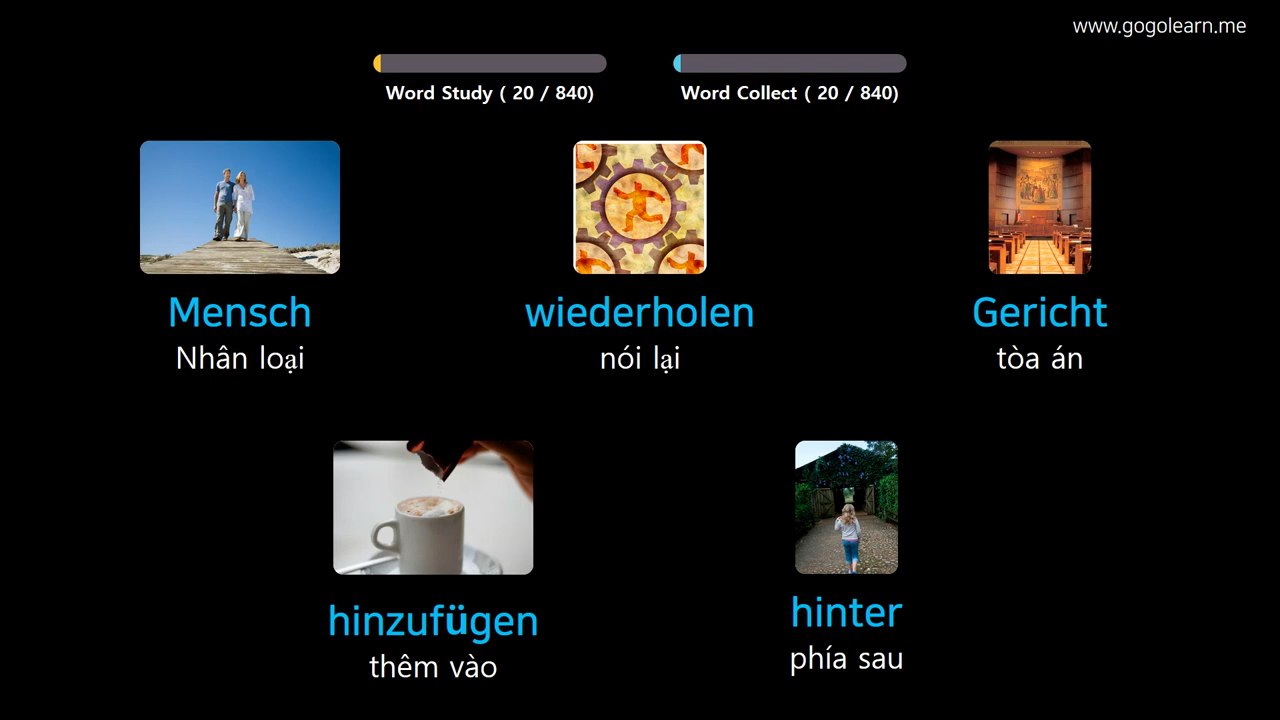 www.gogolearn.me
Word Study ( 20 / 840)
Word Collect ( 20 / 840)
Mensch
Nhân loại
wiederholen
nói lại
Gericht
tòa án
hinzufügen
thêm vào
hinter
phía sau